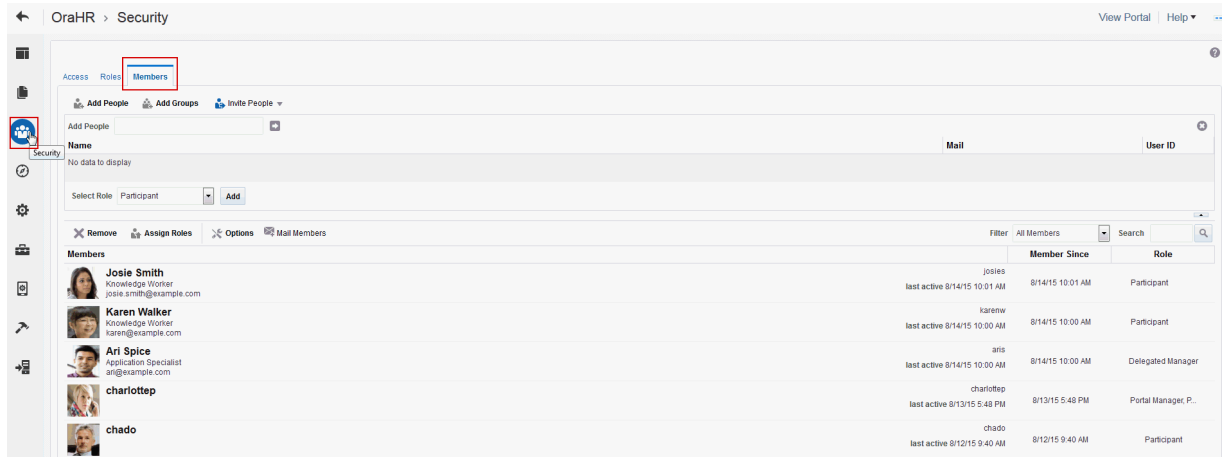 OraHR > Security
View Portal Help
Access Roles Members
Add People Add Groups Invite People
Add People
Security
Name Mail User ID
No data to display
Select Role Participant Add
Remove Assign Roles Options Mail Members Filter All Members Search
Members Member Since Role
Josie Smith josies
Knowledge Worker
josie.smith@example.com last active 8/14/15 10:01 AM 8/14/15 10:01 AM Participant
Karen Walker karenw
Knowledge Worker
karen@example.com last active 8/14/15 10:00 AM 8/14/15 10:00 AM Participant
Ari Spice aris
Application Specialist
ari@example.com last active 8/14/15 10:00 AM 8/14/15 10:00 AM Delegated Manager
charlottep charlottep
last active 8/13/15 5:48 PM 8/13/15 5:48 PM Portal Manager, P...
chado chado
last active 8/12/15 9:40 AM 8/12/15 9:40 AM Participant